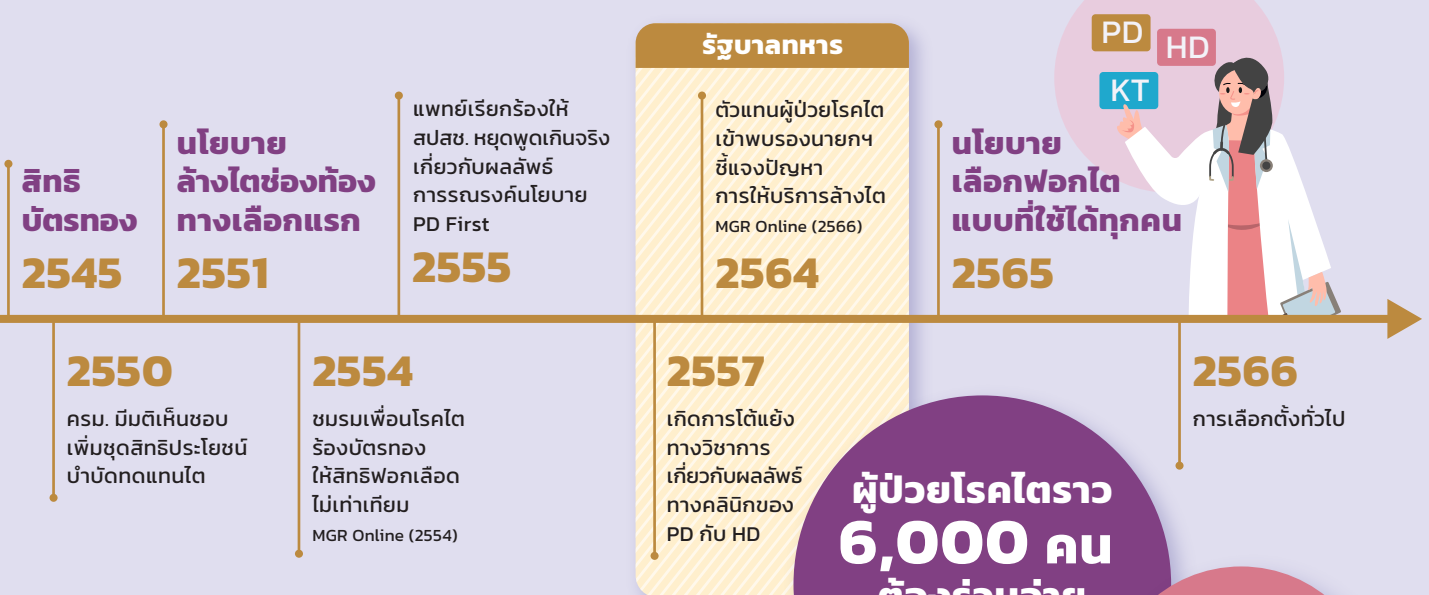 รัฐบาลทหาร
PD
HD
KT
สิทธิ
บัตรทอง
2545
นโยบาย
ล้างไตช่องท้อง
ทางเลือกแรก
2551
แพทย์เรียกร้องให้
สปสช. หยุดพูดเกินจริง
เกี่ยวกับผลลัพธ์
การรณรงค์นโยบาย
PD First
2555
ตัวแทนผู้ป่วยโรคไต
เข้าพบรองนายกฯ
ชี้แจงปัญหา
การให้บริการล้างไต
MGR Online (2566)
2564
นโยบาย
เลือกฟอกไต
แบบที่ใช้ได้ทุกคน
2565
2550
ครม. มีมติเห็นชอบ
เพิ่มชุดสิทธิประโยชน์
บำบัดทดแทนไต
2554
ชมรมเพื่อนโรคไต
ร้องบัตรทอง
ให้สิทธิฟอกเลือด
ไม่เท่าเทียม
MGR Online (2554)
2557
เกิดการโต้แย้ง
ทางวิชาการ
เกี่ยวกับผลลัพธ์
ทางคลินิกของ
PD กับ HD
2566
การเลือกตั้งทั่วไป
ผู้ป่วยโรคไตราว
6,000 คน
ต้องร่วมจ่าย